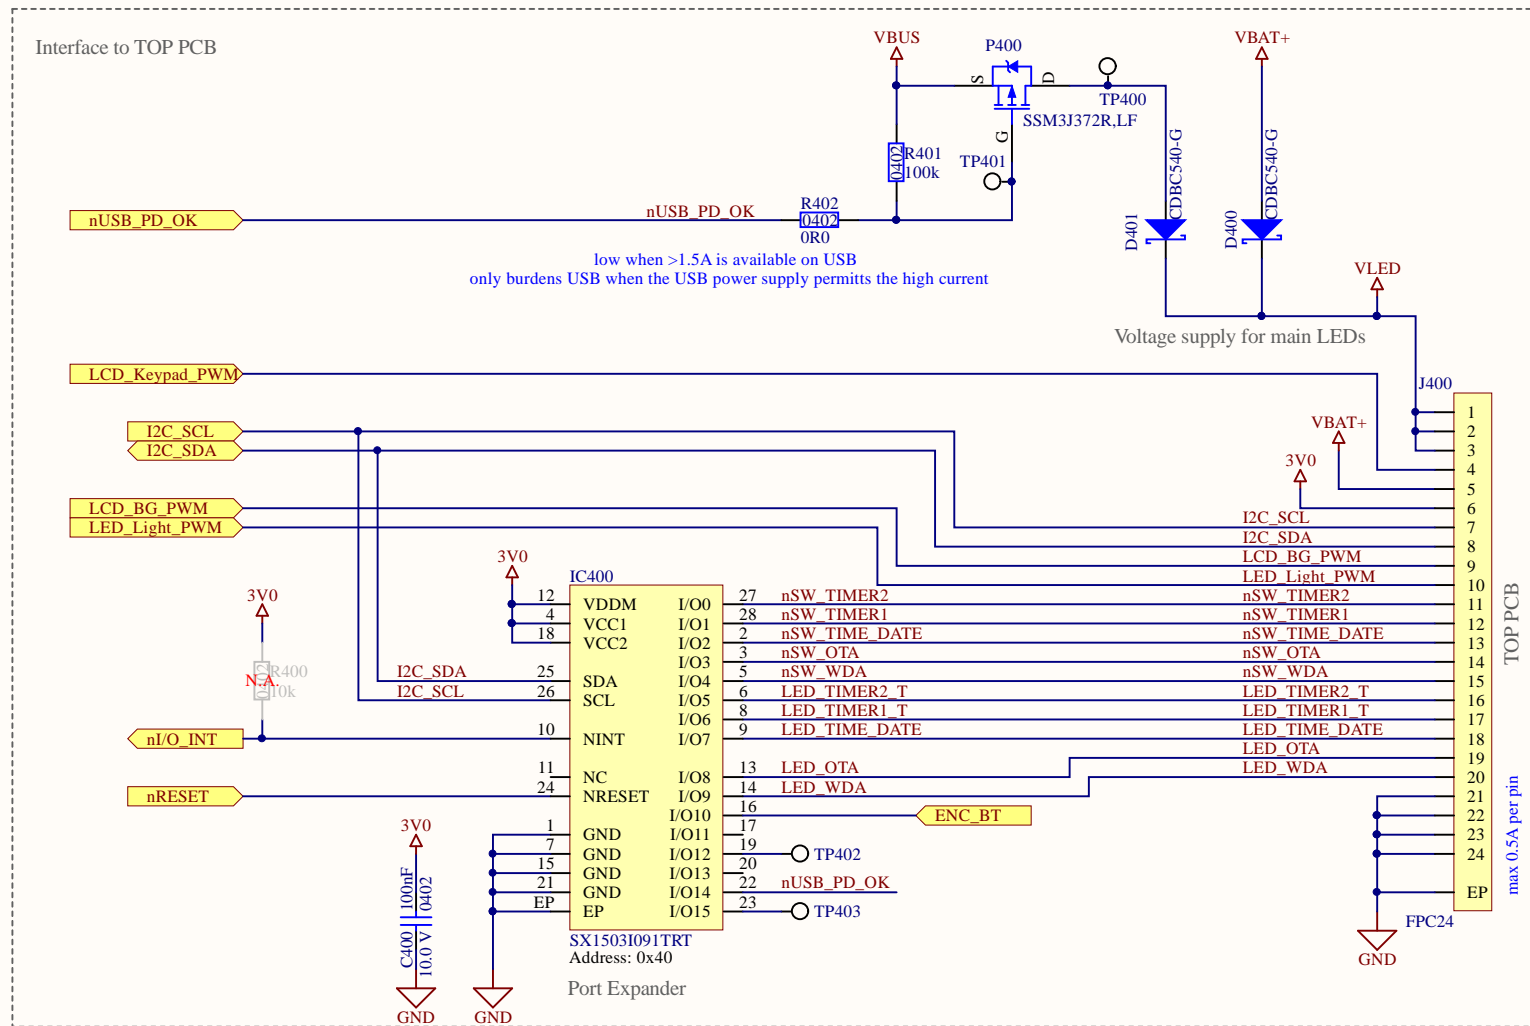 Interface to TOP PCB
VBUS
P400
VBAT+
S
D
TP400
SSM3J372R,LF
G
R401
0402
100k
TP401
CDBC540-G
CDBC540-G
D401
D400
nUSB_PD_OK
nUSB_PD_OK
R402
0402
0R0
low when >1.5A is available on USB
only burdens USB when the USB power supply permitts the high current
VLED
Voltage supply for main LEDs
LCD_Keypad_PWM
J400
I2C_SCL
I2C_SDA
VBAT+
3V0
LCD_BG_PWM
LED_Light_PWM
1
2
3
4
5
6
7
8
9
10
11
12
13
14
15
16
17
18
19
20
21
22
23
24
EP
I2C_SCL
I2C_SDA
LCD_BG_PWM
LED_Light_PWM
nSW_TIMER2
nSW_TIMER1
nSW_TIME_DATE
nSW_OTA
nSW_WDA
LED_TIMER2_T
LED_TIMER1_T
LED_TIME_DATE
LED_OTA
LED_WDA
TOP PCB
max 0.5A per pin
FPC24
GND
3V0
IC400
12 VDDM I/O0 27 nSW_TIMER2
4 VCC1 I/O1 28 nSW_TIMER1
18 VCC2 I/O2 2 nSW_TIME_DATE
I/O3 3 nSW_OTA
I2C_SDA 25 SDA I/O4 5 nSW_WDA
I2C_SCL 26 SCL I/O5 6 LED_TIMER2_T
I/O6 8 LED_TIMER1_T
10 NINT I/O7 9 LED_TIME_DATE
11 NC I/O8 13 LED_OTA
24 NRESET I/O9 14 LED_WDA
I/O10 16 ENC_BT
1 GND I/O11 17
7 GND I/O12 19 TP402
15 GND I/O13 20
21 GND I/O14 22 nUSB_PD_OK
EP EP I/O15 23 TP403
SX1503I091TRT
Address: 0x40
Port Expander
3V0
R400
0402
N.A.
10k
nI/O_INT
nRESET
3V0
100nF
0402
C400
10.0 V
GND
GND